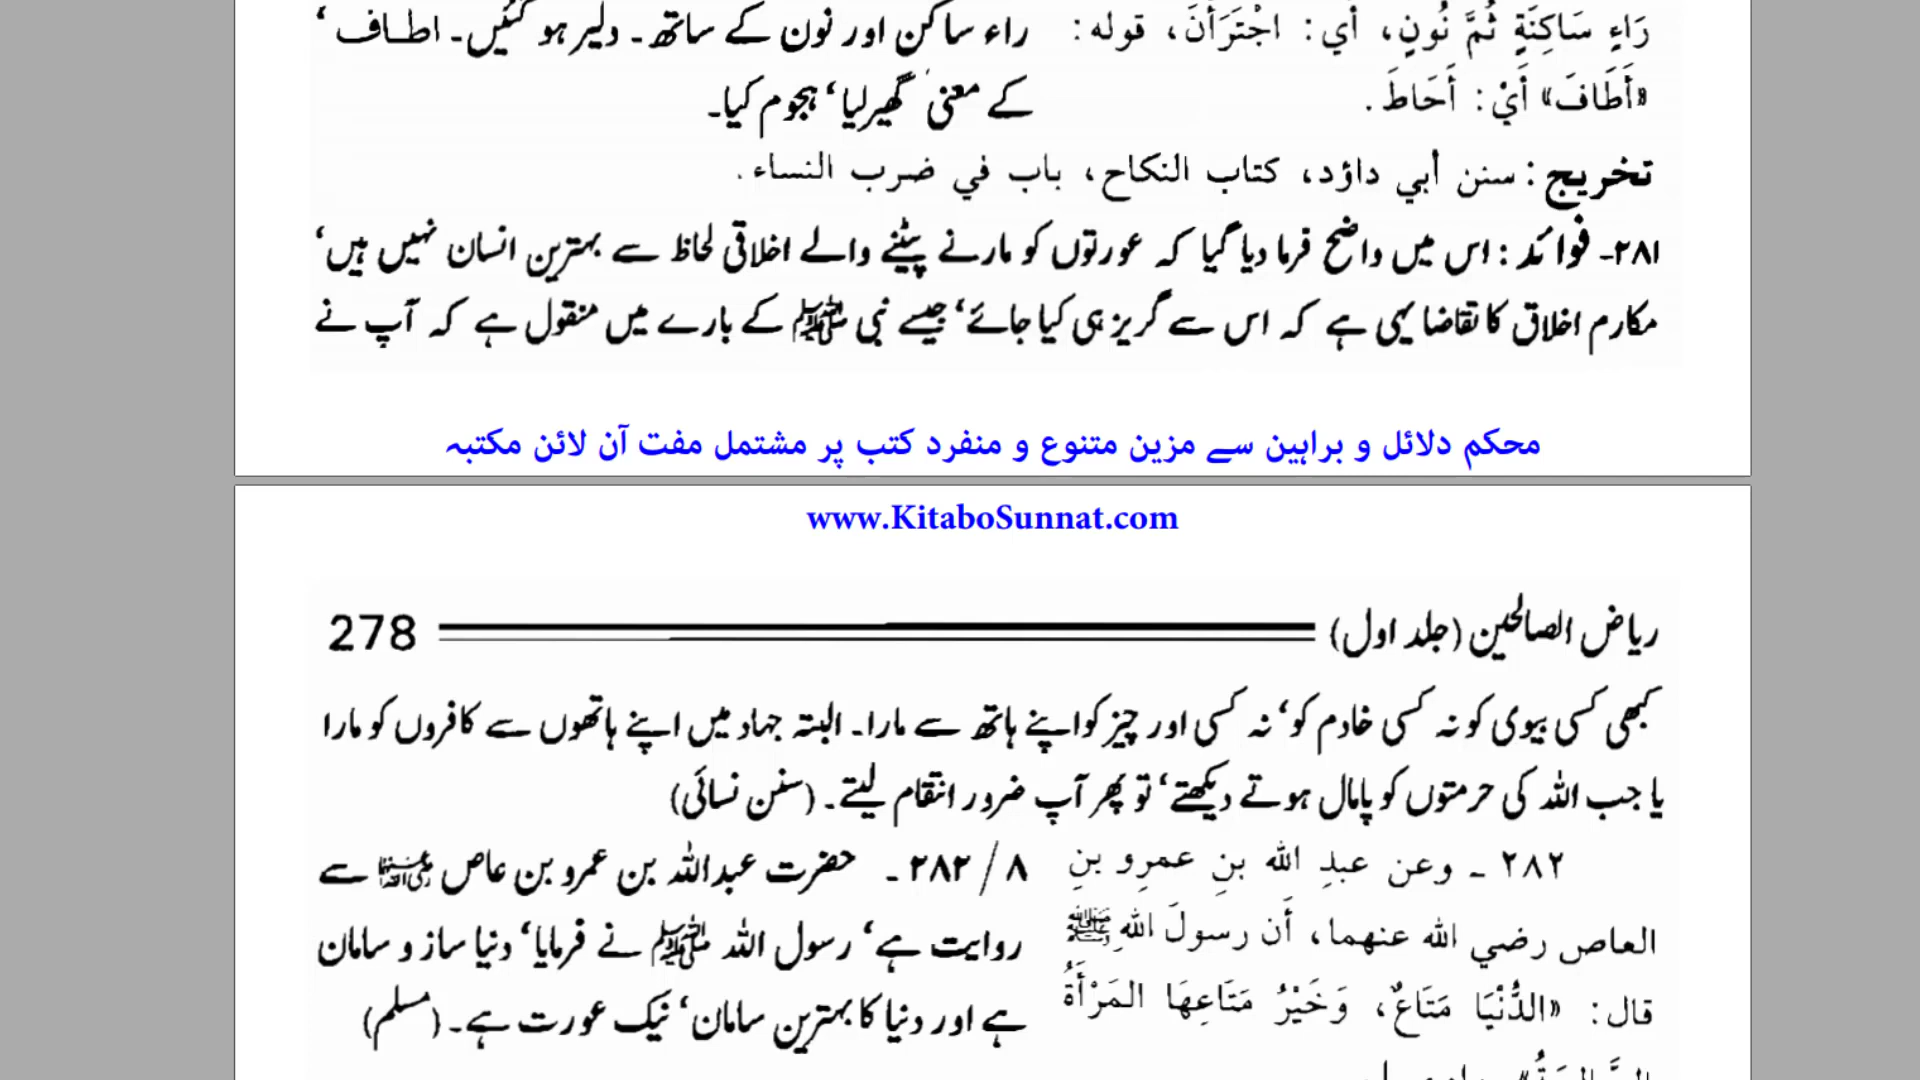 رَاءٍ سَاكِنَةٍ ثُمَّ نُونٍ، أي: اجْتَرَأْنَ، قوله:
«أَطَافَ» أَيْ: أَحَاطَ.
راء ساکن اور نون کے ساتھ۔ دلیر ہو گئیں۔ اطاف‘
کے معنی‘ گھیر لیا‘ ہجوم کیا۔
تخريج: سنن أبي داؤد، كتاب النكاح، باب في ضرب النساء.
۲۸۱۔ فوائد: اس میں واضح فرما دیا گیا کہ عورتوں کو مارنے پیٹنے والے اخلاقی لحاظ سے بہترین انسان نہیں ہیں‘
مکارم اخلاق کا تقاضا یہی ہے کہ اس سے گریز ہی کیا جائے‘ جیسے نبی ﷺ کے بارے میں منقول ہے کہ آپ نے
محکم دلائل و براہین سے مزین متنوع و منفرد کتب پر مشتمل مفت آن لائن مکتبہ
www.KitaboSunnat.com
ریاض الصالحین (جلد اول) 278
کبھی کسی بیوی کو نہ کسی خادم کو‘ نہ کسی اور چیز کو اپنے ہاتھ سے مارا۔ البتہ جہاد میں اپنے ہاتھوں سے کافروں کو مارا
یا جب اللہ کی حرمتوں کو پامال ہوتے دیکھتے‘ تو پھر آپ ضرور انتقام لیتے۔ (سنن نسائی)
٢٨٢ ـ وعن عبدِ الله بنِ عمرِو بنِ
العاص رضي الله عنهما، أَن رسولَ اللهِ ﷺ
قال: «الدُّنْيَا مَتَاعٌ، وَخَيْرُ مَتَاعِهَا المَرْأَةُ
۸ / ۲۸۲ ۔ حضرت عبداللہ بن عمرو بن عاص رضی اللہ عنہما سے
روایت ہے‘ رسول اللہ ﷺ نے فرمایا‘ دنیا ساز و سامان
ہے اور دنیا کا بہترین سامان‘ نیک عورت ہے۔ (مسلم)